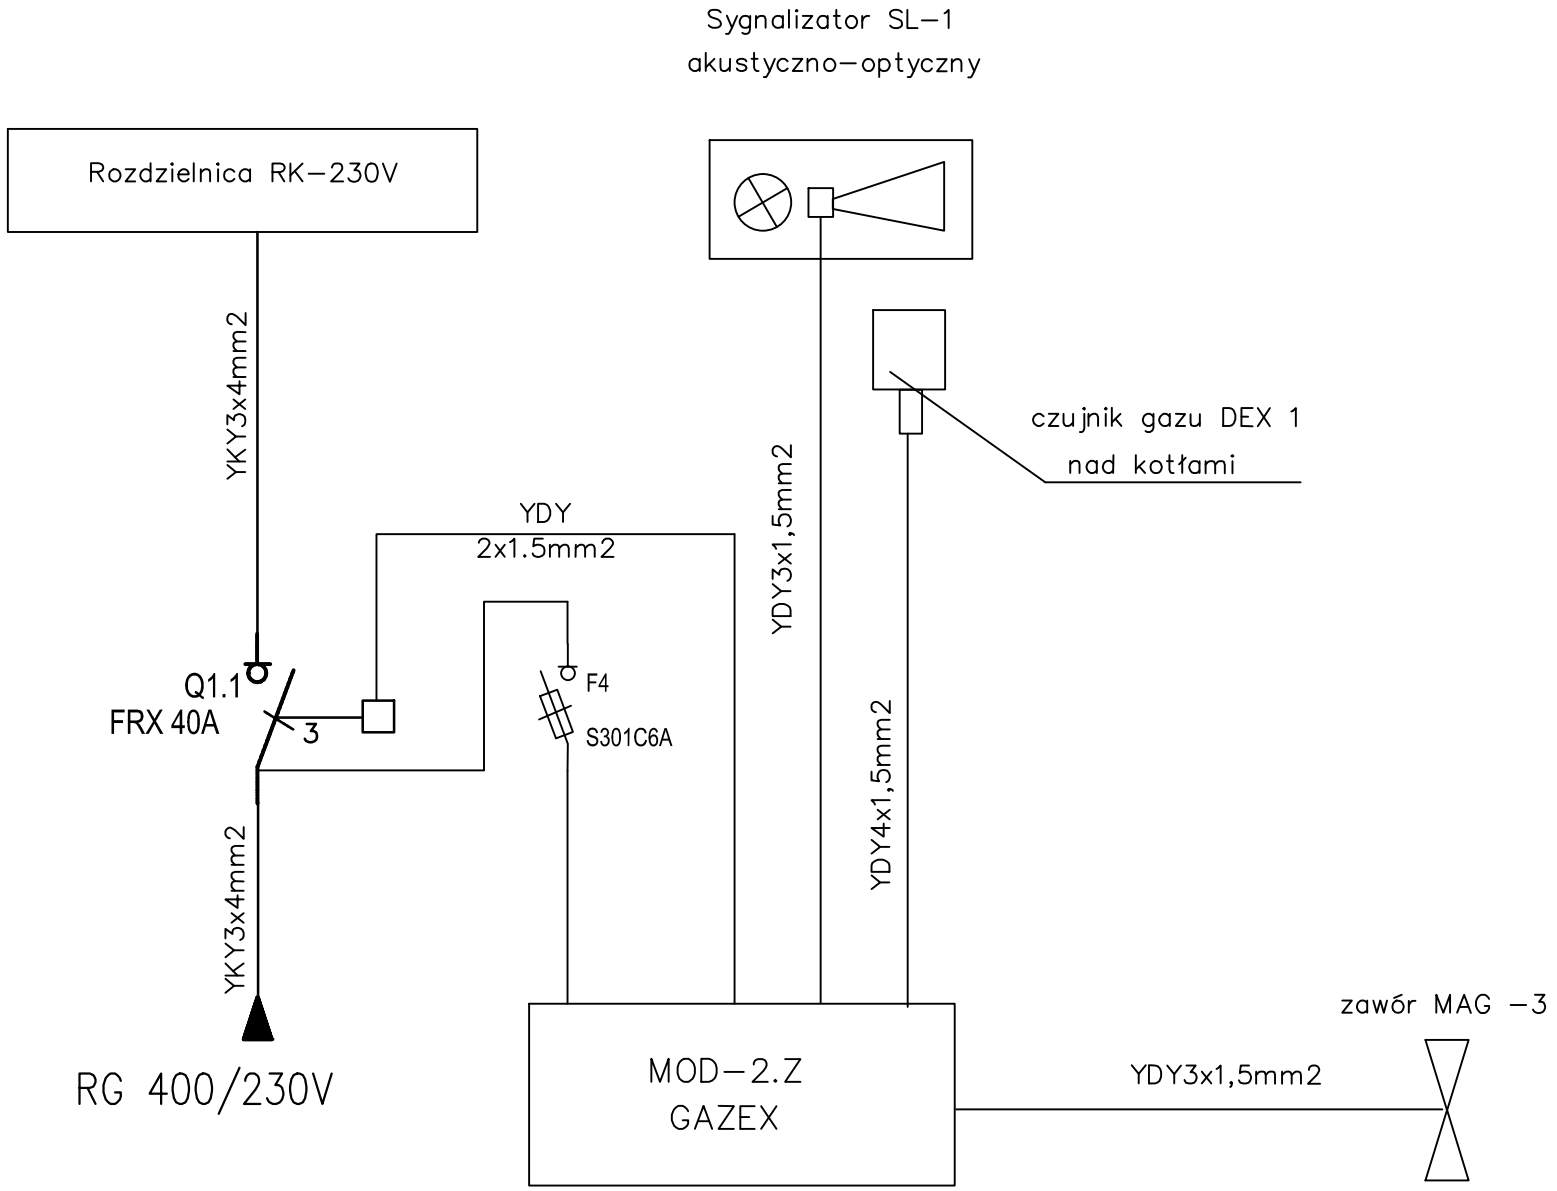 Sygnalizator SL-1
akustyczno-optyczny
Rozdzielnica RK-230V
YKY3x4mm2
czujnik gazu DEX 1
nad kotłami
YDY3x1,5mm2
YDY
2x1.5mm2
Q1.1
FRX 40A
3
F4
S301C6A
YDY4x1,5mm2
YKY3x4mm2
RG 400/230V
MOD-2.Z
GAZEX
zawór MAG -3
YDY3x1,5mm2